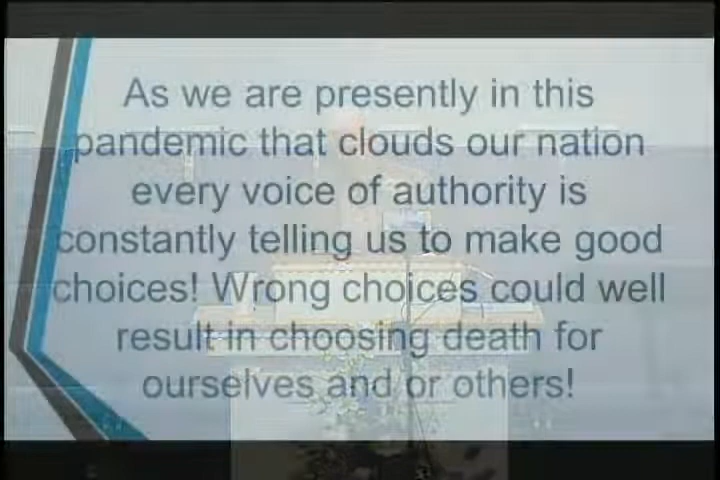 As we are presently in this
pandemic that clouds our nation
every voice of authority is
constantly telling us to make good
choices! Wrong choices could well
result in choosing death for
ourselves and or others!